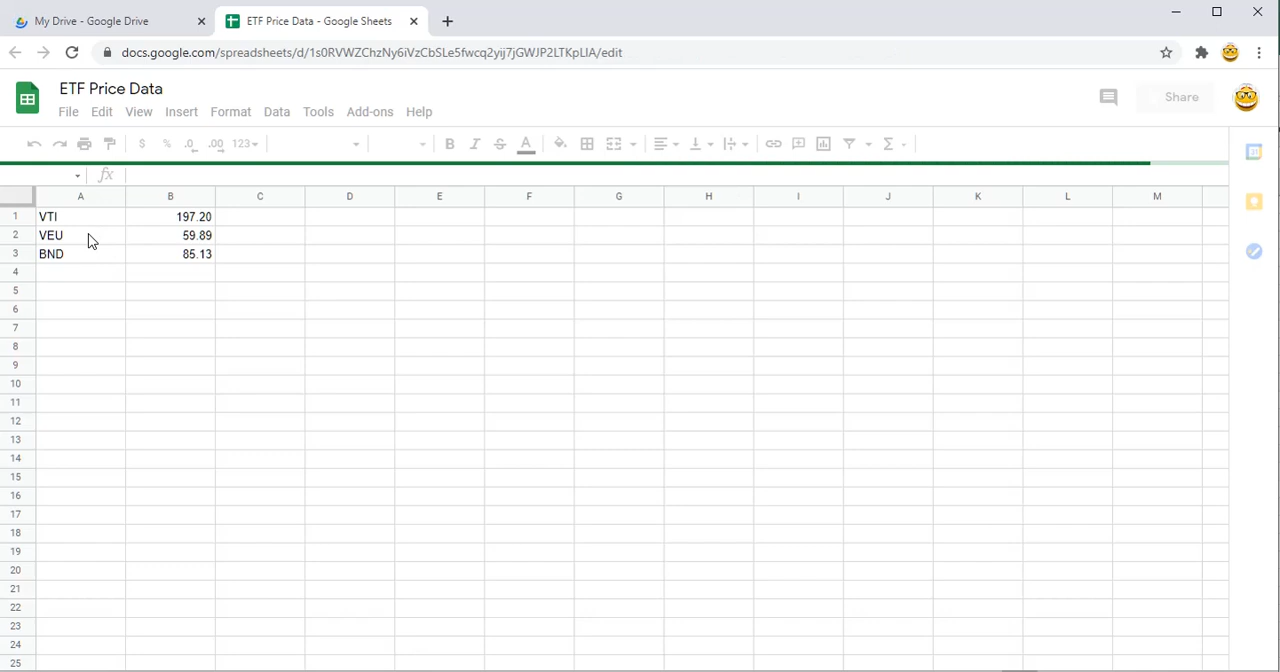 My Drive - Google Drive
ETF Price Data - Google Sheets
docs.google.com/spreadsheets/d/1s0RVWZChzNy6iVzCbSLe5fwcq2yij7jGWJP2LTKpLIA/edit
ETF Price Data
File Edit View Insert Format Data Tools Add-ons Help
Share
$ % .0 .00 123 B I S A Σ
31
fx
A B C D E F G H I J K L M
1 VTI 197.20
2 VEU 59.89
3 BND 85.13
4
5
6
7
8
9
10
11
12
13
14
15
16
17
18
19
20
21
22
23
24
25